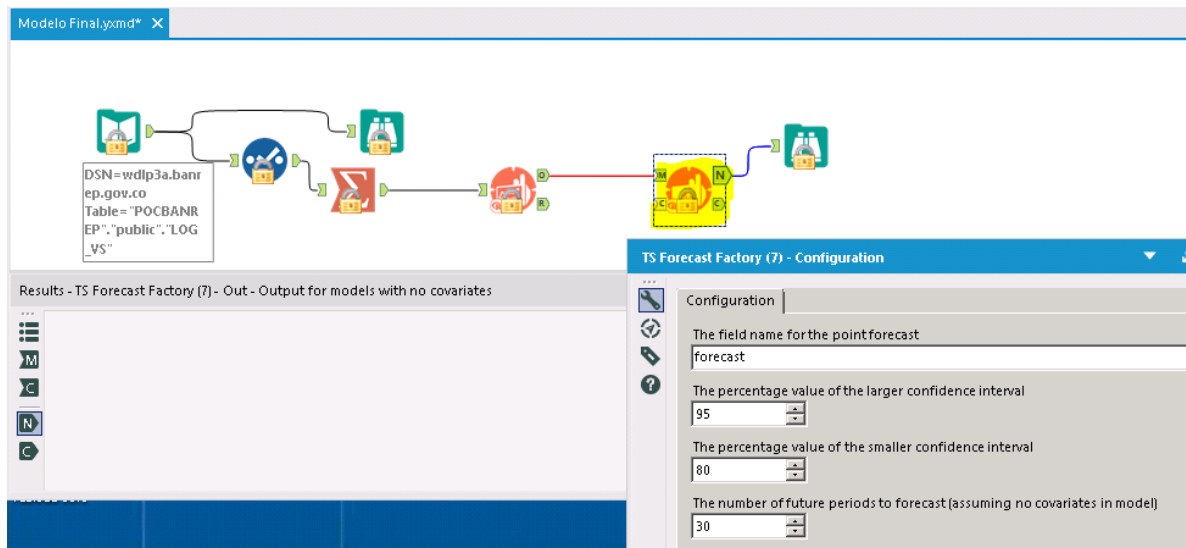 Modelo Final.yxmd*
DSN=wdlp3a.banr
ep.gov.co
Table="POCBANR
EP"."public"."LOG
_VS"
O
R
M
C
N
C
TS Forecast Factory (7) - Configuration
Results - TS Forecast Factory (7) - Out - Output for models with no covariates
M
C
N
C
Configuration
The field name for the point forecast
forecast
The percentage value of the larger confidence interval
95
The percentage value of the smaller confidence interval
80
The number of future periods to forecast (assuming no covariates in model)
30